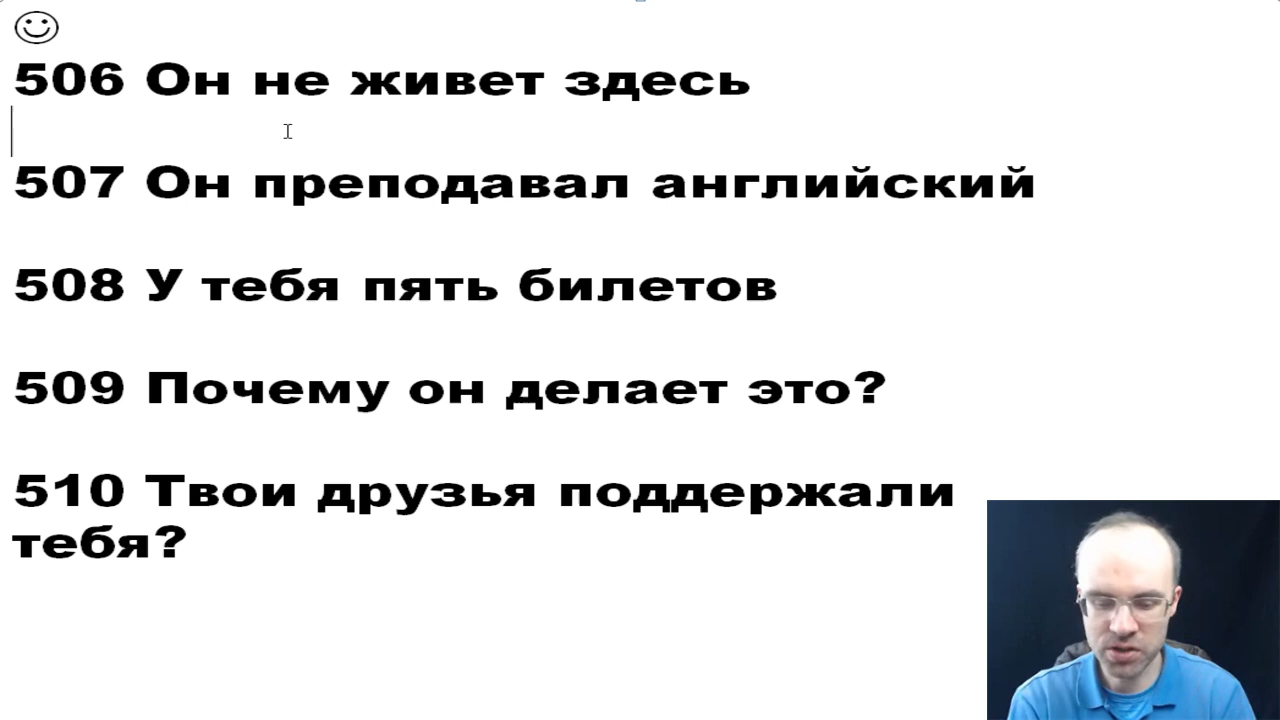 506 Он не живет здесь
507 Он преподавал английский
508 У тебя пять билетов
509 Почему он делает это?
510 Твои друзья поддержали
тебя?